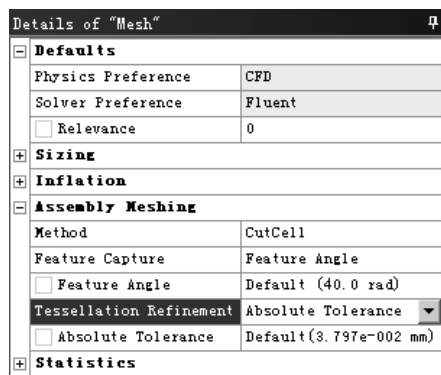 Details of "Mesh"
Defaults
Physics Preference CFD
Solver Preference Fluent
Relevance 0
Sizing
Inflation
Assembly Meshing
Method CutCell
Feature Capture Feature Angle
Feature Angle Default (40.0 rad)
Tessellation Refinement Absolute Tolerance
Absolute Tolerance Default(3.797e-002 mm)
Statistics